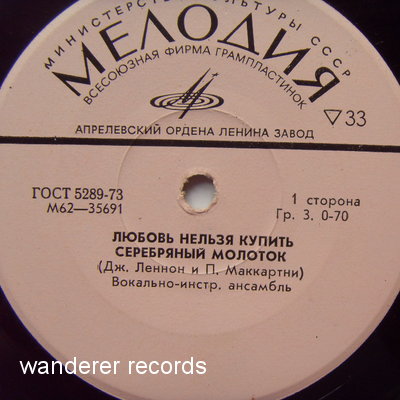 МИНИСТЕРСТВО КУЛЬТУРЫ СССР
МЕЛОДИЯ
ВСЕСОЮЗНАЯ ФИРМА ГРАМПЛАСТИНОК
▽33
АПРЕЛЕВСКИЙ ОРДЕНА ЛЕНИНА ЗАВОД
ГОСТ 5289-73
М62—35691
1 сторона
Гр. 3. 0-70
ЛЮБОВЬ НЕЛЬЗЯ КУПИТЬ
СЕРЕБРЯНЫЙ МОЛОТОК
(Дж. Леннон и П. Маккартни)
Вокально-инстр. ансамбль
wanderer records